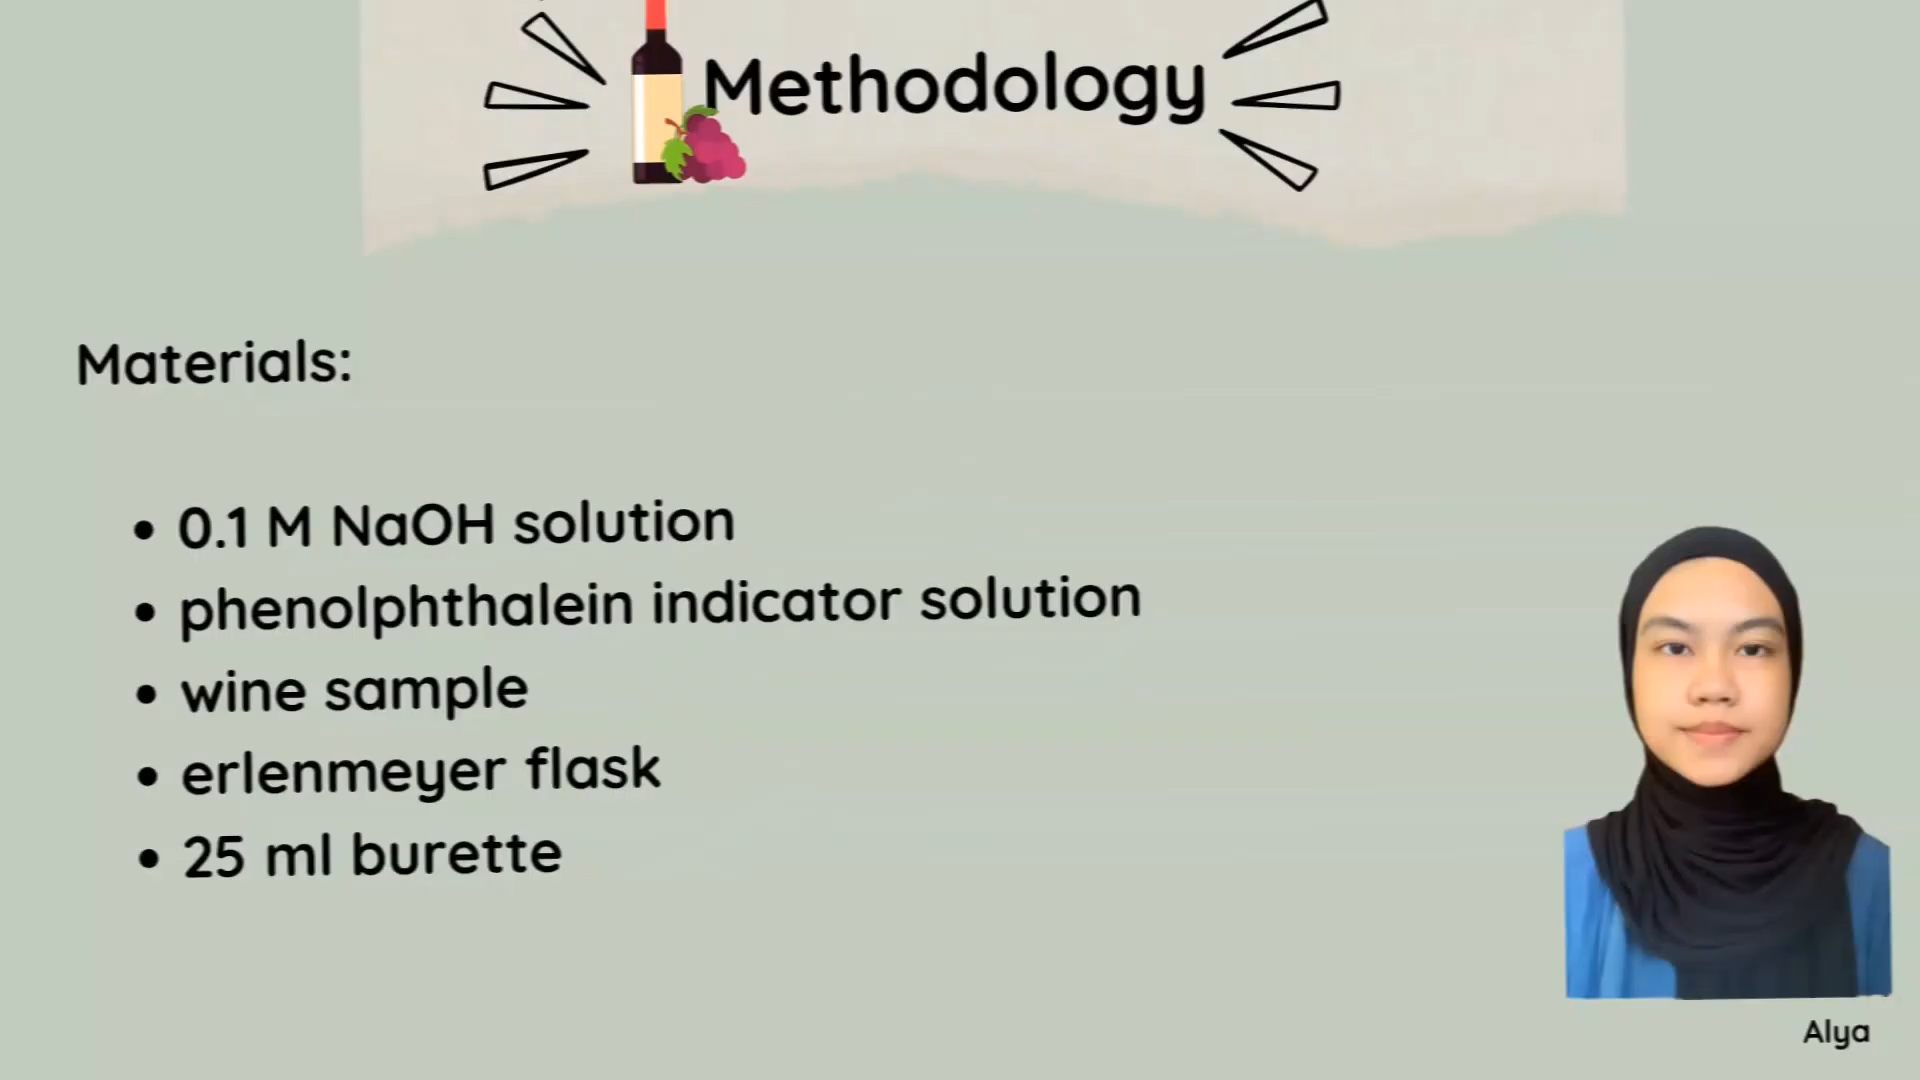 Methodology
Materials:
• 0.1 M NaOH solution
• phenolphthalein indicator solution
• wine sample
• erlenmeyer flask
• 25 ml burette
Alya